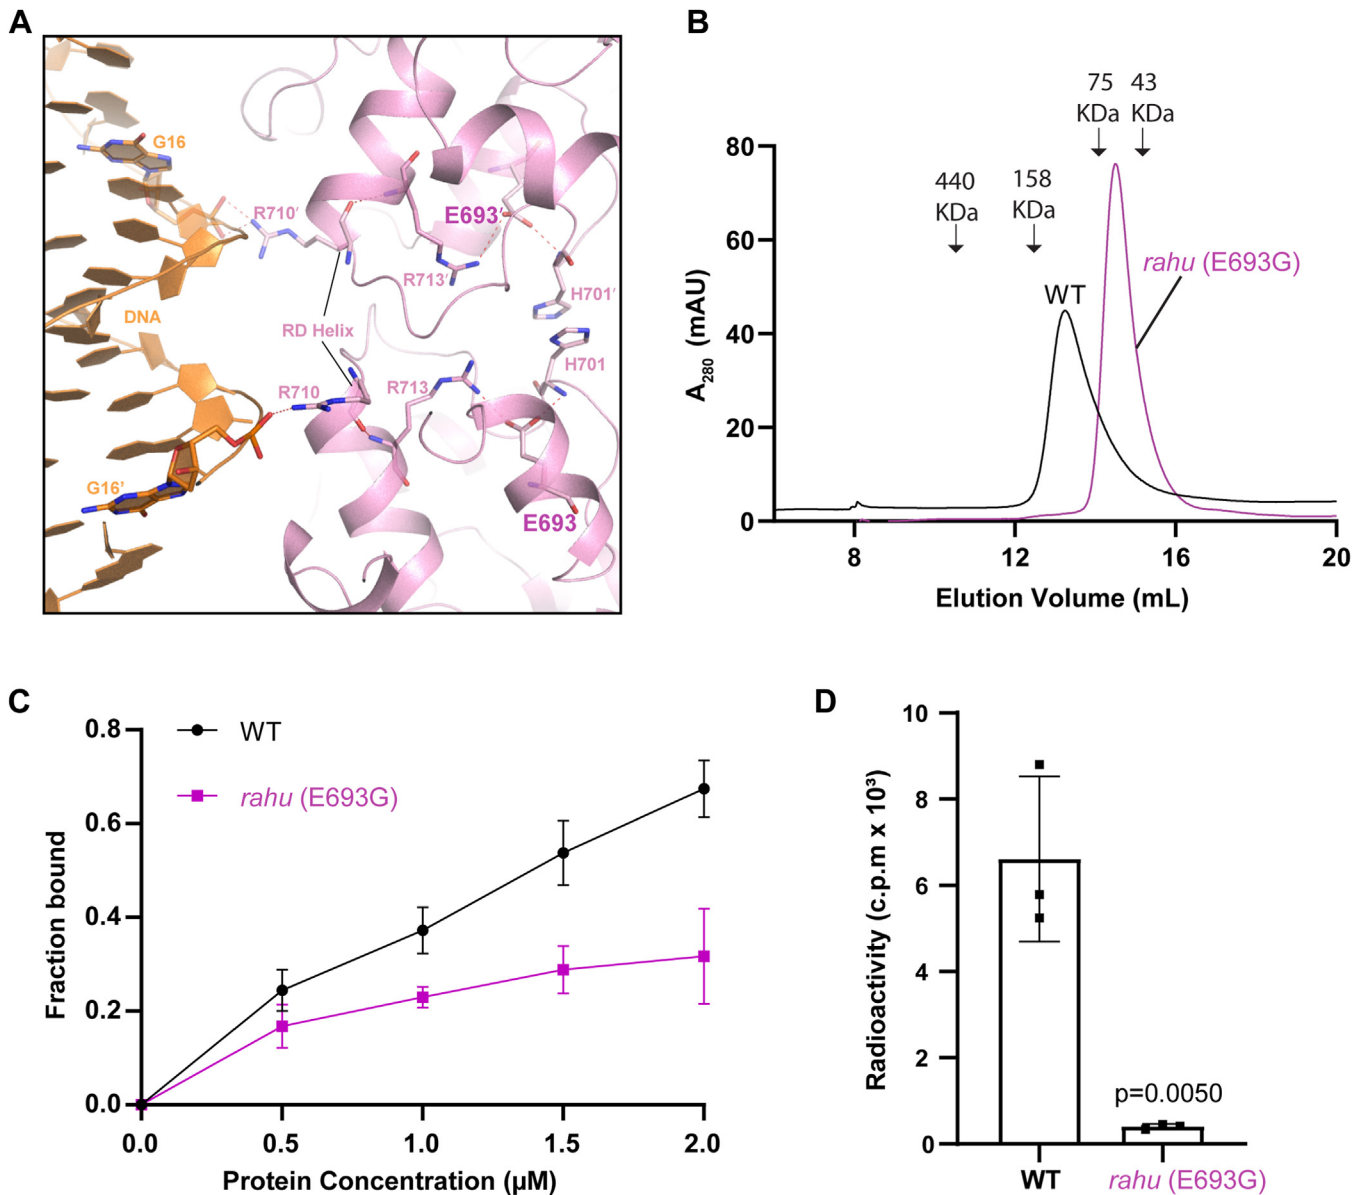 A
G16
R710′
E693′
R713′
H701′
DNA
RD Helix
H701
R710
R713
G16'
E693
B
75
KDa
43
KDa
440
KDa
158
KDa
80
60
40
20
0
A280 (mAU)
WT
rahu (E693G)
8
12
16
20
Elution Volume (mL)
C
WT
rahu (E693G)
0.8
0.6
0.4
0.2
0.0
Fraction bound
0.0
0.5
1.0
1.5
2.0
Protein Concentration (μM)
D
10
8
6
4
2
0
Radioactivity (c.p.m x 10³)
p=0.0050
WT
rahu (E693G)